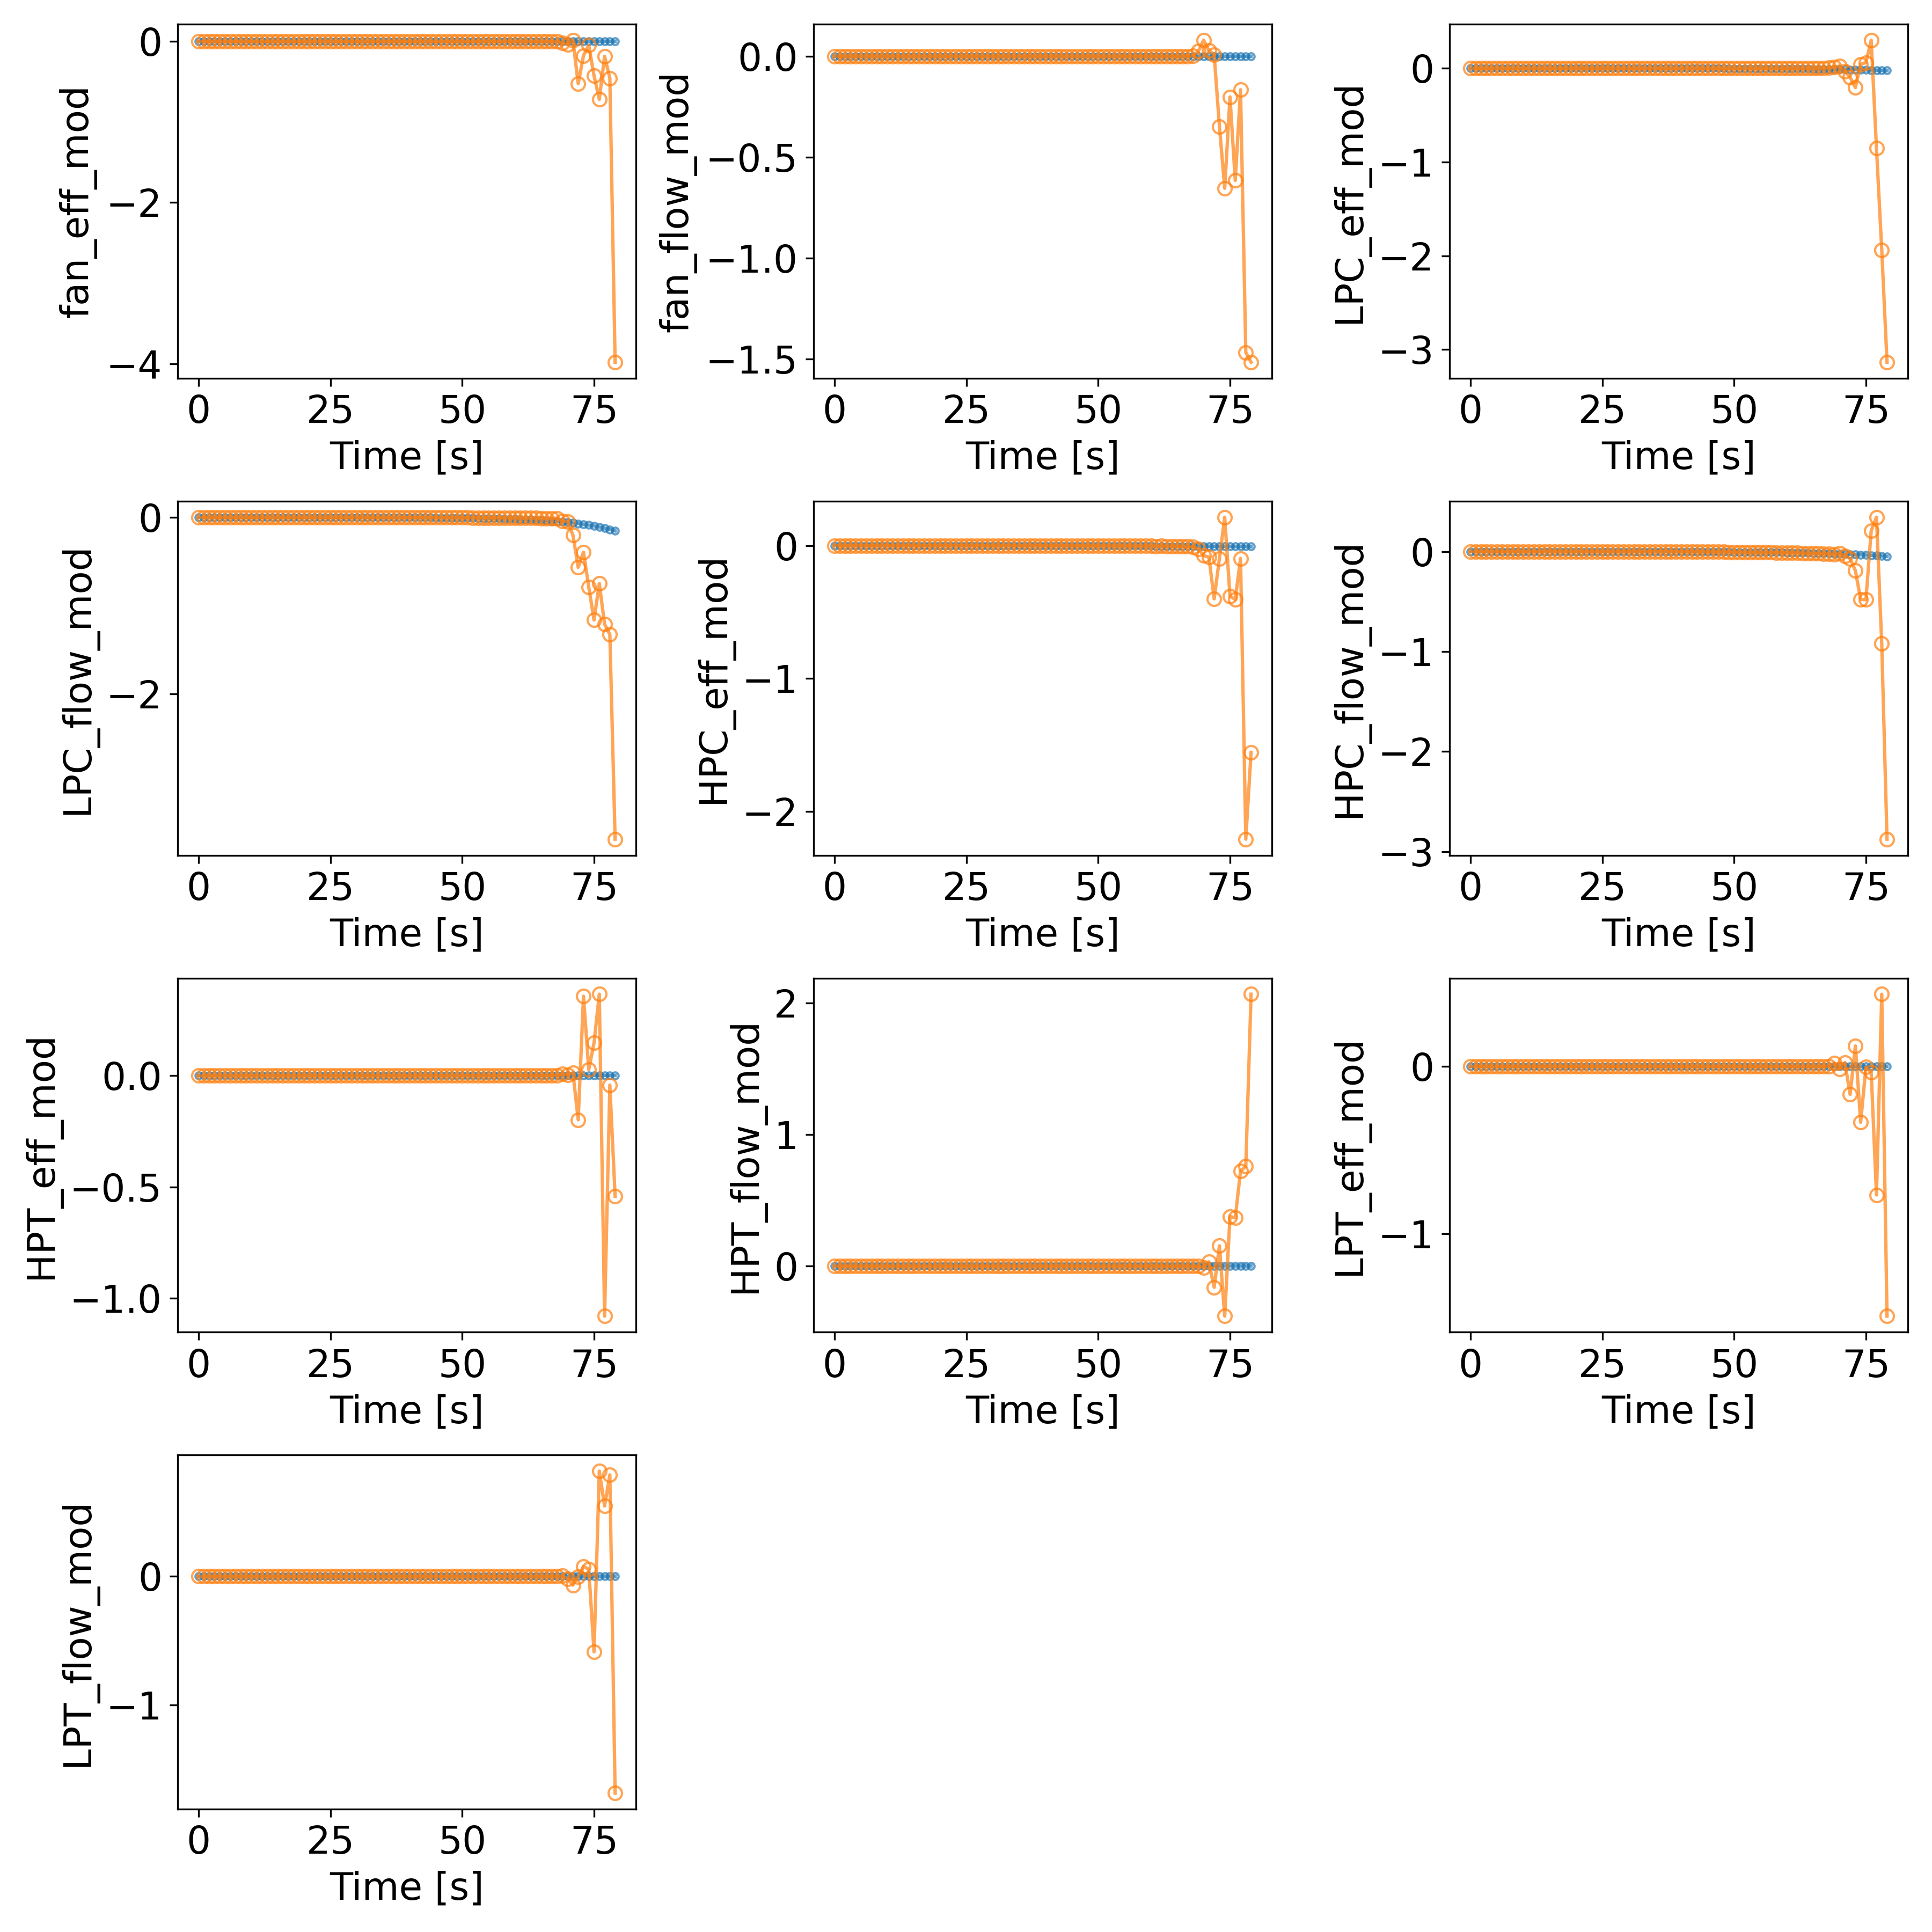 fan_eff_mod
0
−2
−4
0 25 50 75
Time [s]
fan_flow_mod
0.0
−0.5
−1.0
−1.5
0 25 50 75
Time [s]
LPC_eff_mod
0
−1
−2
−3
0 25 50 75
Time [s]
LPC_flow_mod
0
−2
0 25 50 75
Time [s]
HPC_eff_mod
0
−1
−2
0 25 50 75
Time [s]
HPC_flow_mod
0
−1
−2
−3
0 25 50 75
Time [s]
HPT_eff_mod
0.0
−0.5
−1.0
0 25 50 75
Time [s]
HPT_flow_mod
2
1
0
0 25 50 75
Time [s]
LPT_eff_mod
0
−1
0 25 50 75
Time [s]
LPT_flow_mod
0
−1
0 25 50 75
Time [s]